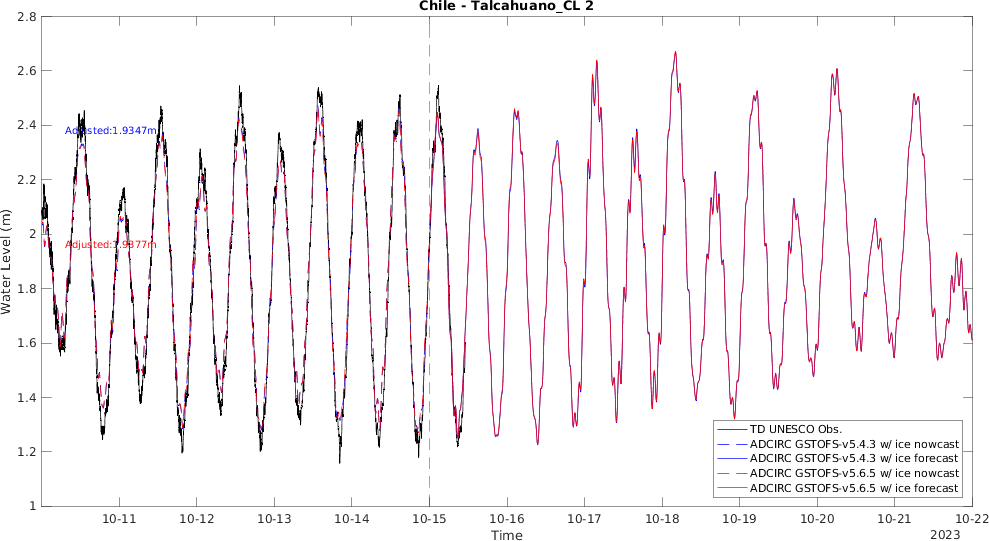 Chile - Talcahuano_CL 2
2.8
2.6
2.4
2.2
2
1.8
1.6
1.4
1.2
1
Water Level (m)
Adjusted:1.9347m
Adjusted:1.9377m
TD UNESCO Obs.
ADCIRC GSTOFS-v5.4.3 w/ ice nowcast
ADCIRC GSTOFS-v5.4.3 w/ ice forecast
ADCIRC GSTOFS-v5.6.5 w/ ice nowcast
ADCIRC GSTOFS-v5.6.5 w/ ice forecast
10-11 10-12 10-13 10-14 10-15 10-16 10-17 10-18 10-19 10-20 10-21 10-22
Time
2023